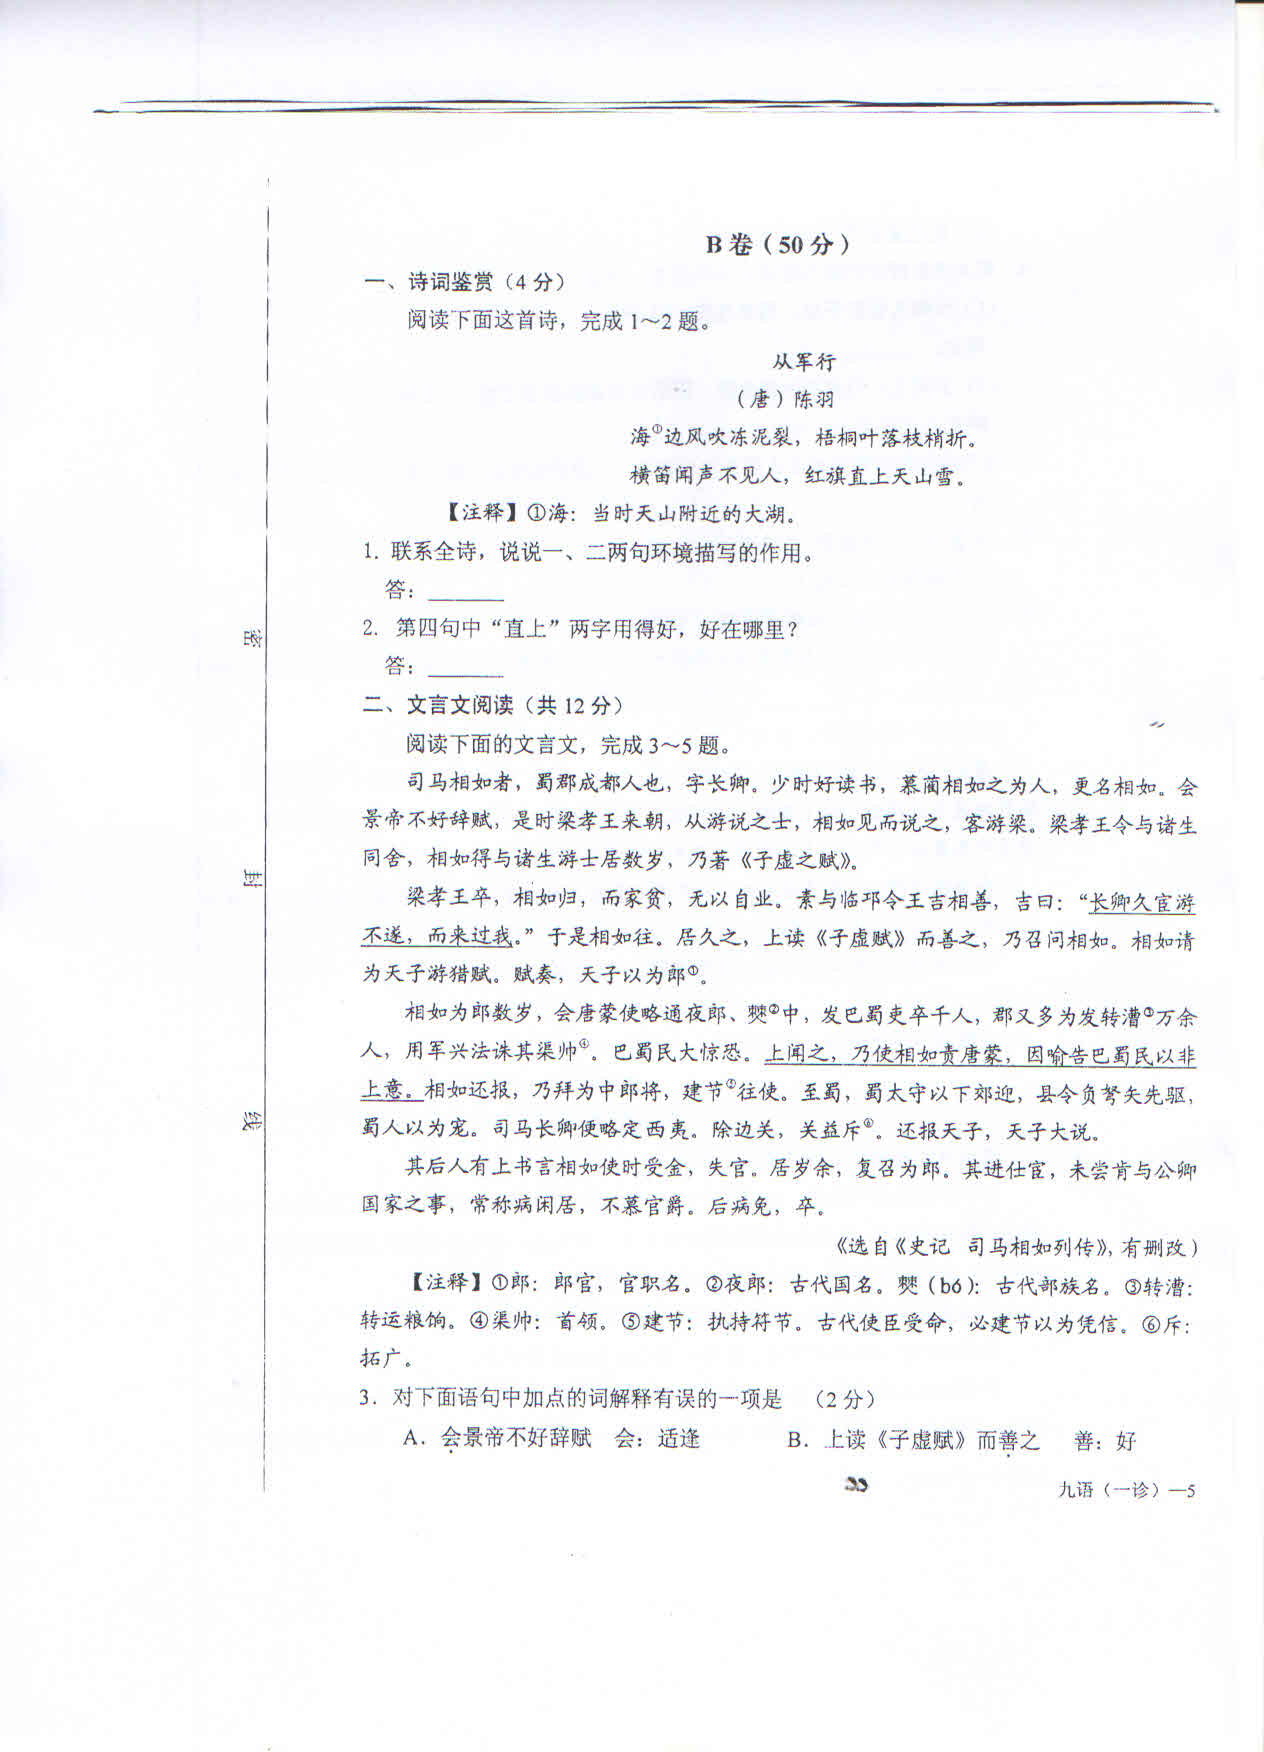 B 卷（50 分）
一、诗词鉴赏（4 分）
阅读下面这首诗，完成 1～2 题。
从军行
（唐）陈羽
海①边风吹冻泥裂，梧桐叶落枝梢折。
横笛闻声不见人，红旗直上天山雪。
【注释】①海：当时天山附近的大湖。
1. 联系全诗，说说一、二两句环境描写的作用。
答：______
2. 第四句中“直上”两字用得好，好在哪里？
答：______
二、文言文阅读（共 12 分）
阅读下面的文言文，完成 3～5 题。
司马相如者，蜀郡成都人也，字长卿。少时好读书，慕蔺相如之为人，更名相如。会
景帝不好辞赋，是时梁孝王来朝，从游说之士，相如见而说之，客游梁。梁孝王令与诸生
同舍，相如得与诸生游士居数岁，乃著《子虚之赋》。
梁孝王卒，相如归，而家贫，无以自业。素与临邛令王吉相善，吉曰：“长卿久宦游
不遂，而来过我。”于是相如往。居久之，上读《子虚赋》而善之，乃召问相如。相如请
为天子游猎赋。赋奏，天子以为郎①。
相如为郎数岁，会唐蒙使略通夜郎、僰②中，发巴蜀吏卒千人，郡又多为发转漕③万余
人，用军兴法诛其渠帅④。巴蜀民大惊恐。上闻之，乃使相如责唐蒙，因喻告巴蜀民以非
上意。相如还报，乃拜为中郎将，建节⑤往使。至蜀，蜀太守以下郊迎，县令负弩矢先驱，
蜀人以为宠。司马长卿便略定西夷。除边关，关益斥⑥。还报天子，天子大说。
其后人有上书言相如使时受金，失官。居岁余，复召为郎。其进仕宦，未尝肯与公卿
国家之事，常称病闲居，不慕官爵。后病免，卒。
《选自《史记 司马相如列传》，有删改）
【注释】①郎：郎官，官职名。②夜郎：古代国名。僰（bó）：古代部族名。③转漕：
转运粮饷。④渠帅：首领。⑤建节：执持符节。古代使臣受命，必建节以为凭信。⑥斥：
拓广。
3. 对下面语句中加点的词解释有误的一项是 （2 分）
A. 会景帝不好辞赋 会：适逢 B. 上读《子虚赋》而善之 善：好
九语（一诊）—5
密
封
线